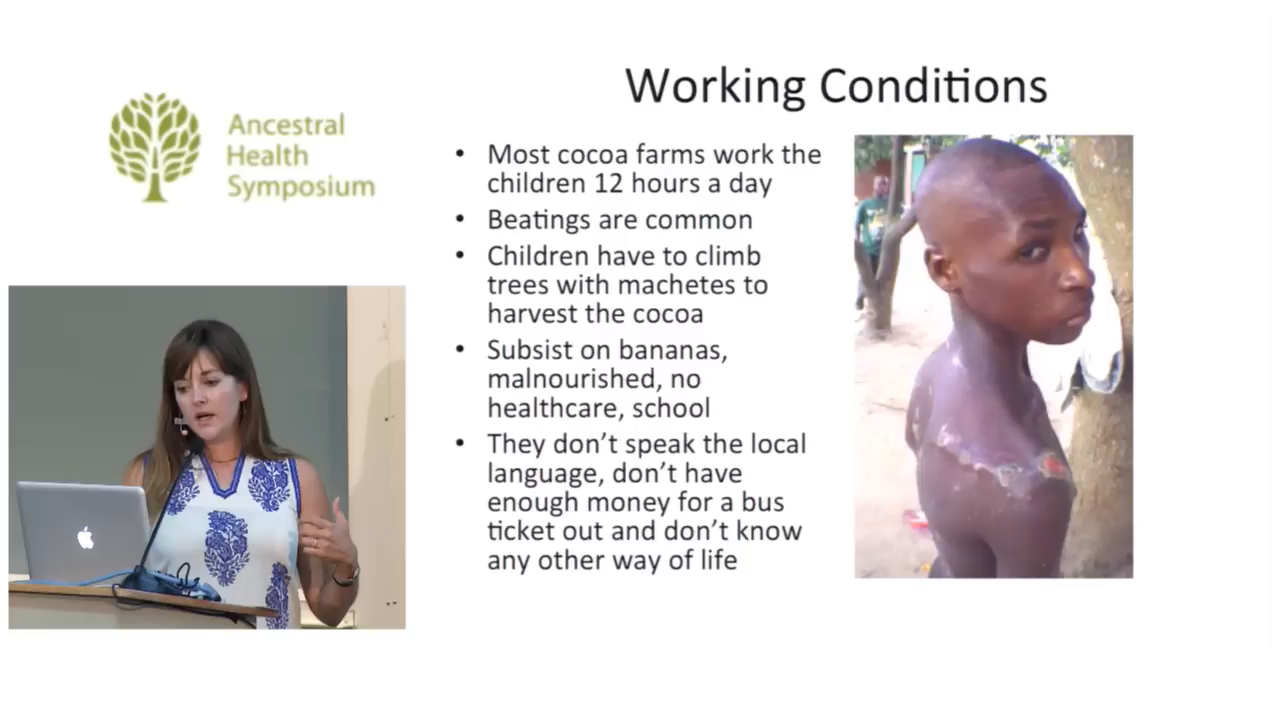 Ancestral
Health
Symposium
Working Conditions
• Most cocoa farms work the
children 12 hours a day
• Beatings are common
• Children have to climb
trees with machetes to
harvest the cocoa
• Subsist on bananas,
malnourished, no
healthcare, school
• They don’t speak the local
language, don’t have
enough money for a bus
ticket out and don’t know
any other way of life